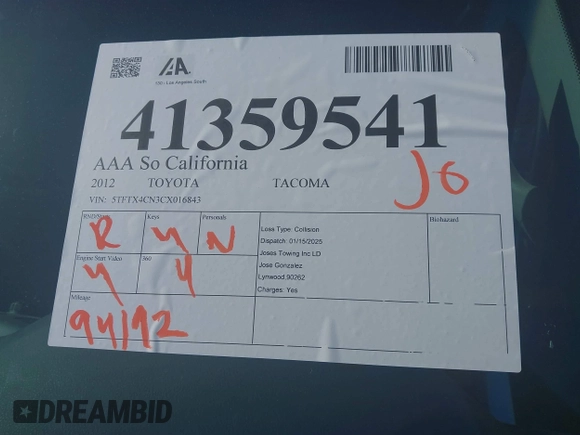 IAA
41359541
AAA So California
2012 TOYOTA TACOMA
J6
VIN: 5TFTX4CN3CX016843
Keys Personals Biohazard
R Y N
Loss Type: Collision
Dispatch: 01/15/2025
Joses Towing Inc LD
Jose Gonzalez
Lynwood,90262
Charges: Yes
Engine Start Video 360
Y Y
Mileage
94192
DREAMBID